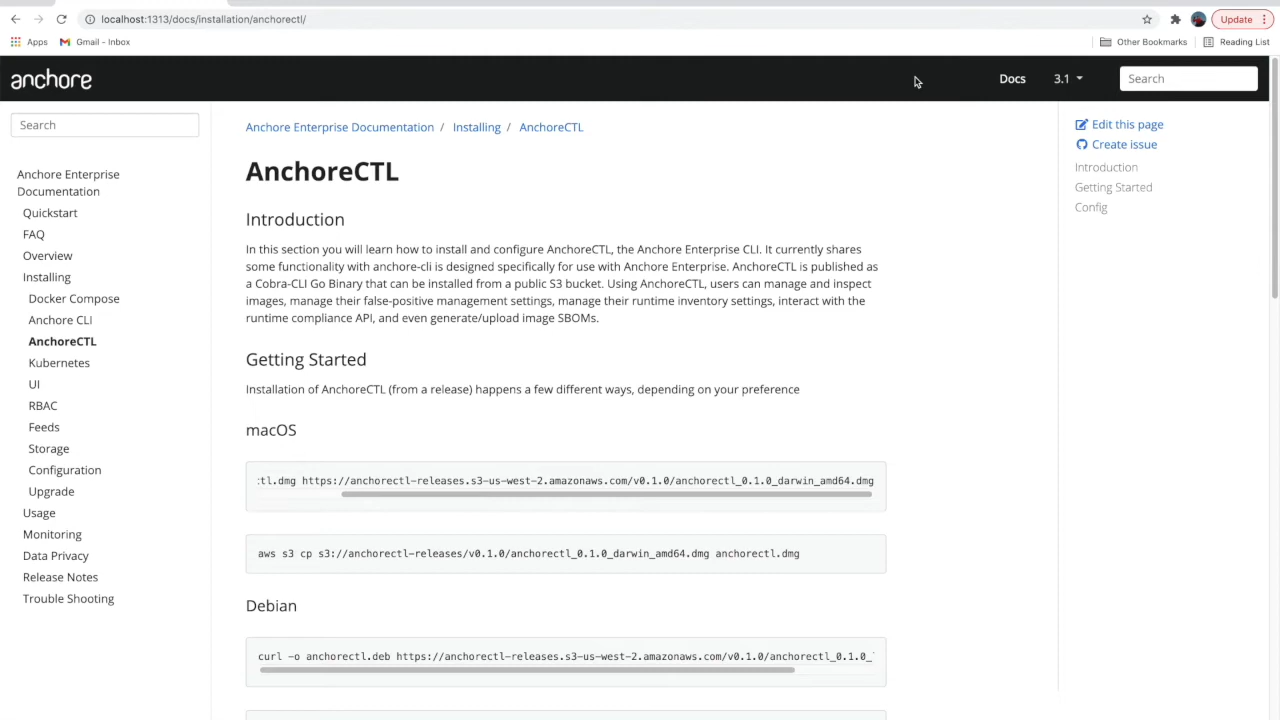 localhost:1313/docs/installation/anchorectl/
Update
Apps
Gmail - Inbox
Other Bookmarks
Reading List
anchore
Docs
3.1
Search
Search
Anchore Enterprise
Documentation
Quickstart
FAQ
Overview
Installing
Docker Compose
Anchore CLI
AnchoreCTL
Kubernetes
UI
RBAC
Feeds
Storage
Configuration
Upgrade
Usage
Monitoring
Data Privacy
Release Notes
Trouble Shooting
Anchore Enterprise Documentation / Installing / AnchoreCTL
AnchoreCTL
Introduction
In this section you will learn how to install and configure AnchoreCTL, the Anchore Enterprise CLI. It currently shares
some functionality with anchore-cli is designed specifically for use with Anchore Enterprise. AnchoreCTL is published as
a Cobra-CLI Go Binary that can be installed from a public S3 bucket. Using AnchoreCTL, users can manage and inspect
images, manage their false-positive management settings, manage their runtime inventory settings, interact with the
runtime compliance API, and even generate/upload image SBOMs.
Getting Started
Installation of AnchoreCTL (from a release) happens a few different ways, depending on your preference
macOS
:tl.dmg https://anchorectl-releases.s3-us-west-2.amazonaws.com/v0.1.0/anchorectl_0.1.0_darwin_amd64.dmg
aws s3 cp s3://anchorectl-releases/v0.1.0/anchorectl_0.1.0_darwin_amd64.dmg anchorectl.dmg
Debian
curl -o anchorectl.deb https://anchorectl-releases.s3-us-west-2.amazonaws.com/v0.1.0/anchorectl_0.1.0_
Edit this page
Create issue
Introduction
Getting Started
Config